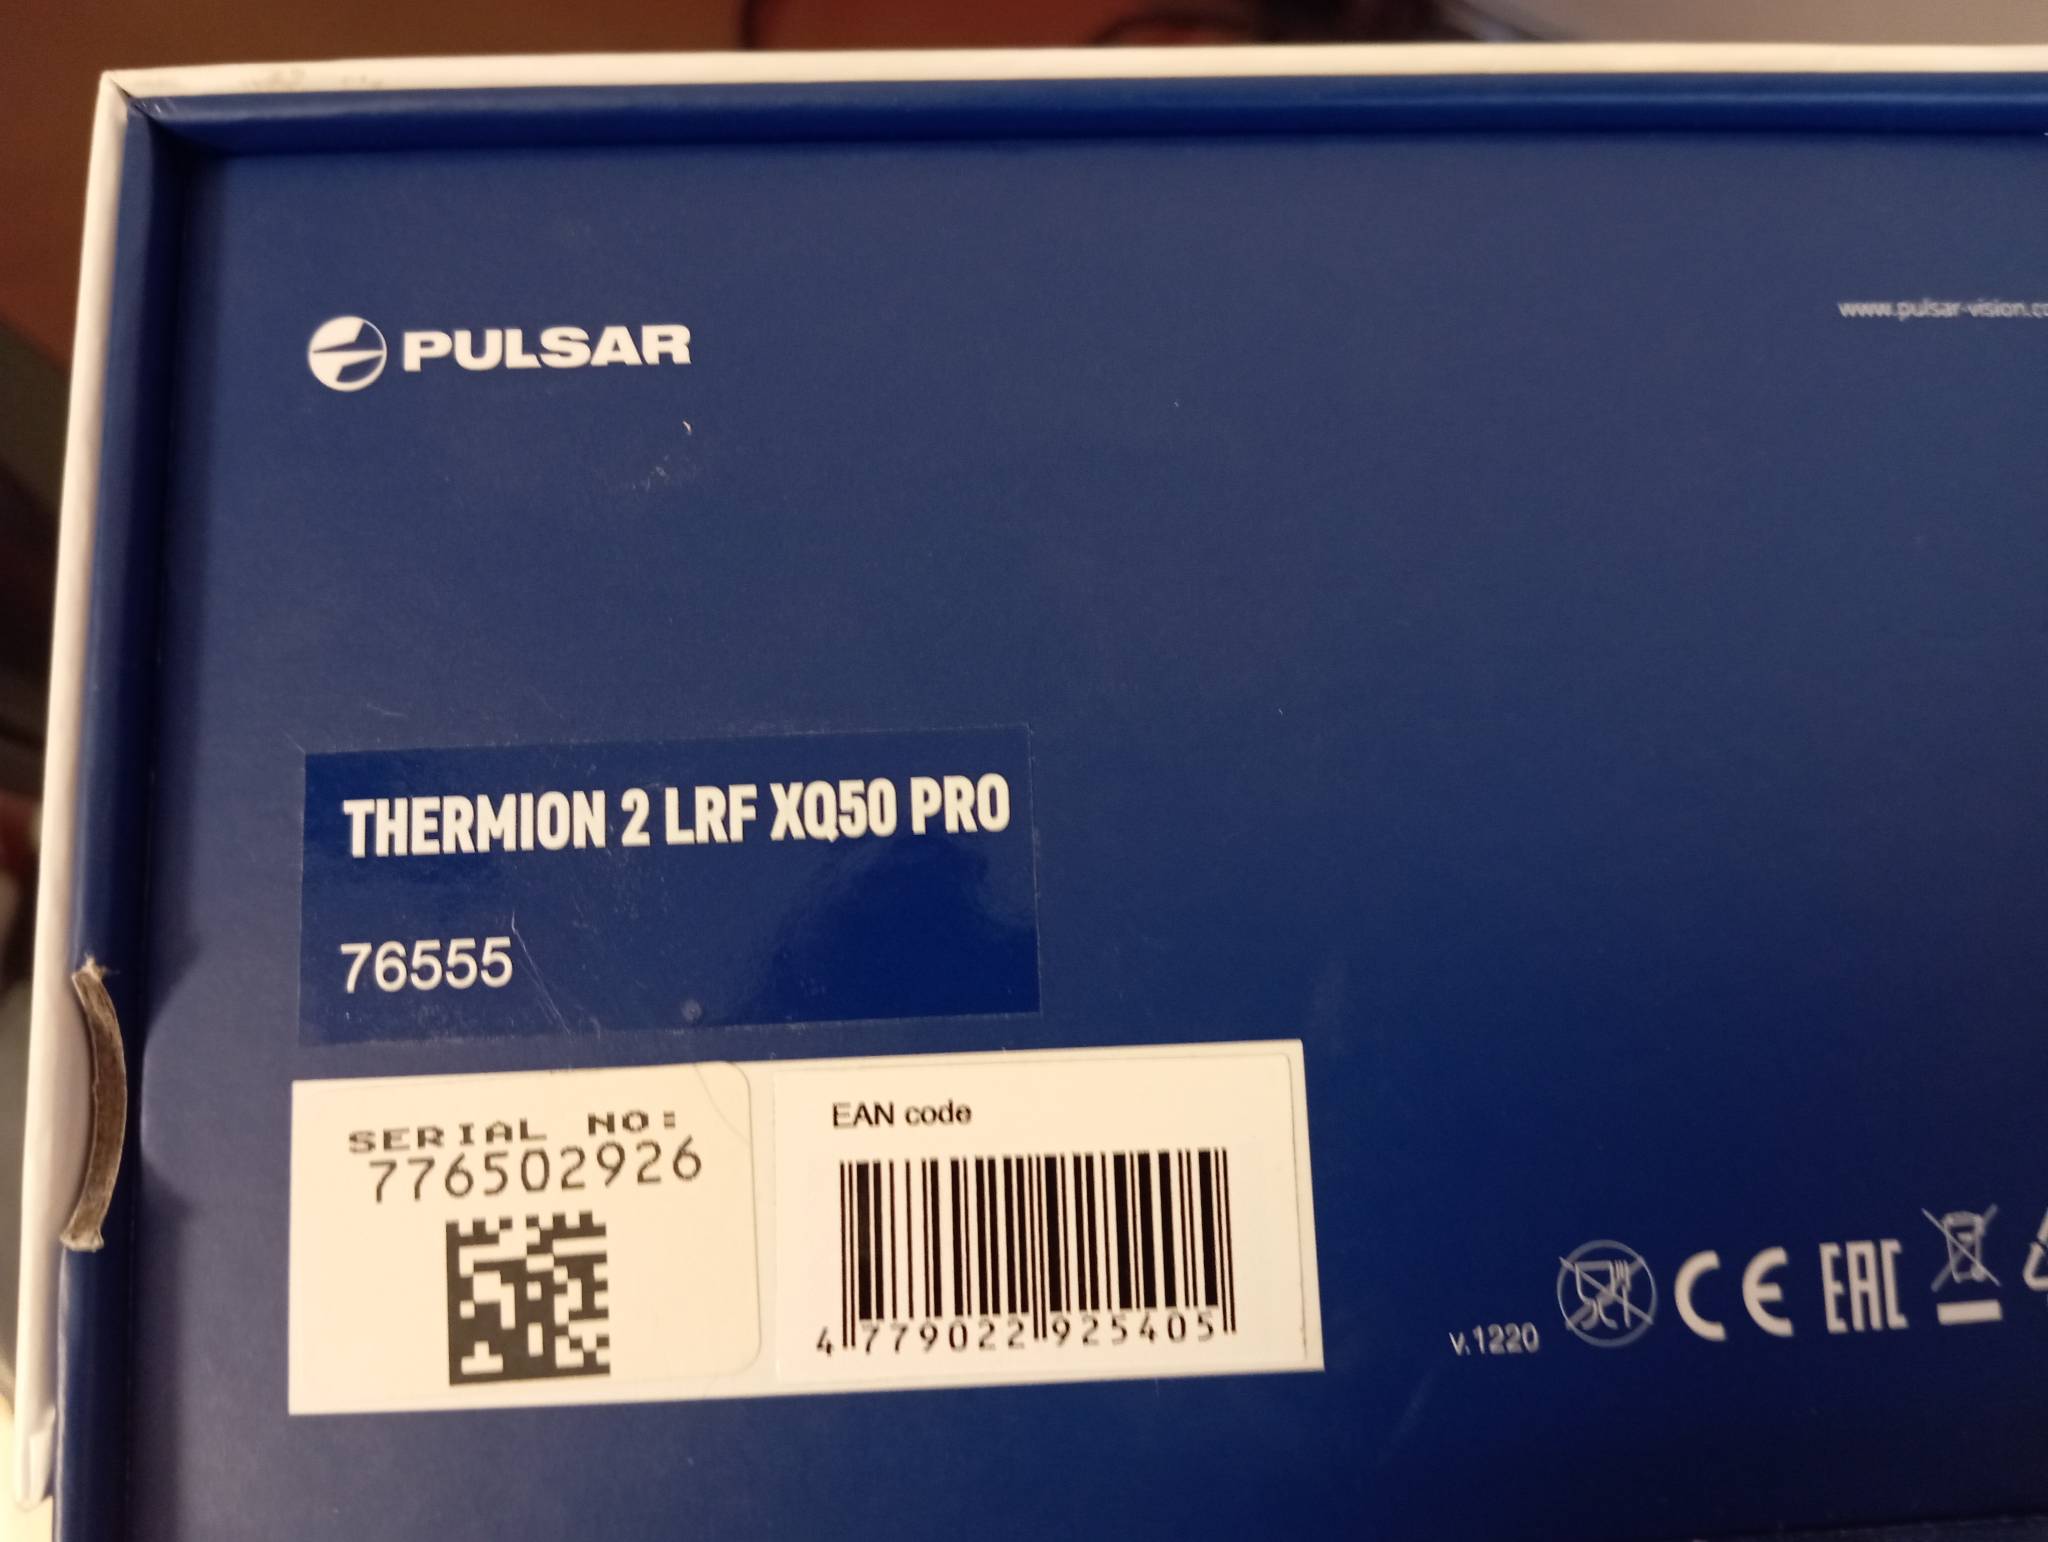 PULSAR
www.pulsar-vision.co
THERMION 2 LRF XQ50 PRO
76555
SERIAL NO:
776502926
EAN code
4 779022 925405
v.1220
CE EAC